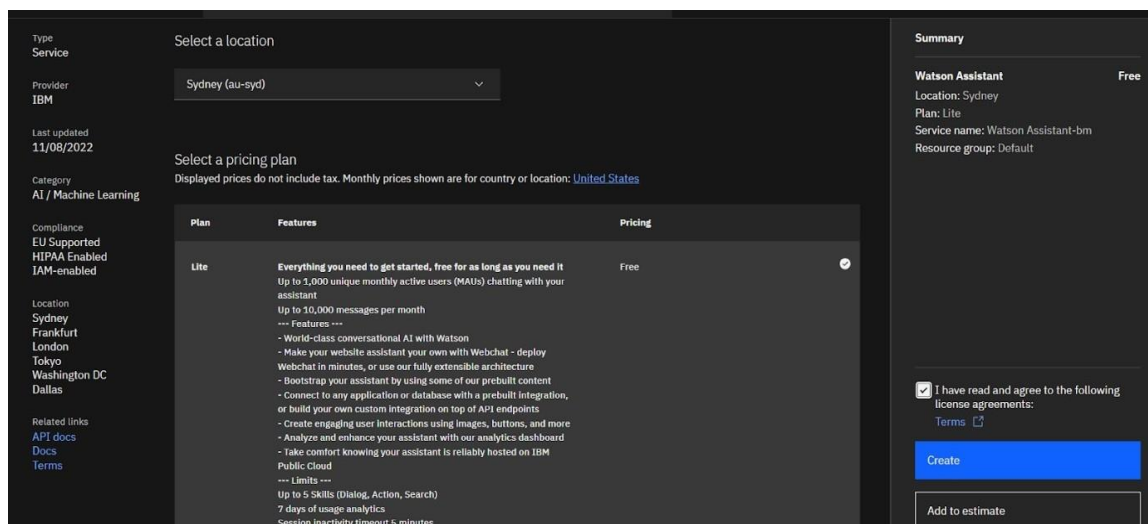 Type
Service
Provider
IBM
Last updated
11/08/2022
Category
AI / Machine Learning
Compliance
EU Supported
HIPAA Enabled
IAM-enabled
Location
Sydney
Frankfurt
London
Tokyo
Washington DC
Dallas
Related links
API docs
Docs
Terms
Select a location
Sydney (au-syd)
Select a pricing plan
Displayed prices do not include tax. Monthly prices shown are for country or location: United States
Plan Features Pricing
Lite Everything you need to get started, free for as long as you need it Free
Up to 1,000 unique monthly active users (MAUs) chatting with your
assistant
Up to 10,000 messages per month
--- Features ---
- World-class conversational AI with Watson
- Make your website assistant your own with Webchat - deploy
Webchat in minutes, or use our fully extensible architecture
- Bootstrap your assistant by using some of our prebuilt content
- Connect to any application or database with a prebuilt integration,
or build your own custom integration on top of API endpoints
- Create engaging user interactions using images, buttons, and more
- Analyze and enhance your assistant with our analytics dashboard
- Take comfort knowing your assistant is reliably hosted on IBM
Public Cloud
--- Limits ---
Up to 5 Skills (Dialog, Action, Search)
7 days of usage analytics
Session inactivity timeout 5 minutes
Summary
Watson Assistant Free
Location: Sydney
Plan: Lite
Service name: Watson Assistant-bm
Resource group: Default
I have read and agree to the following
license agreements:
Terms
Create
Add to estimate